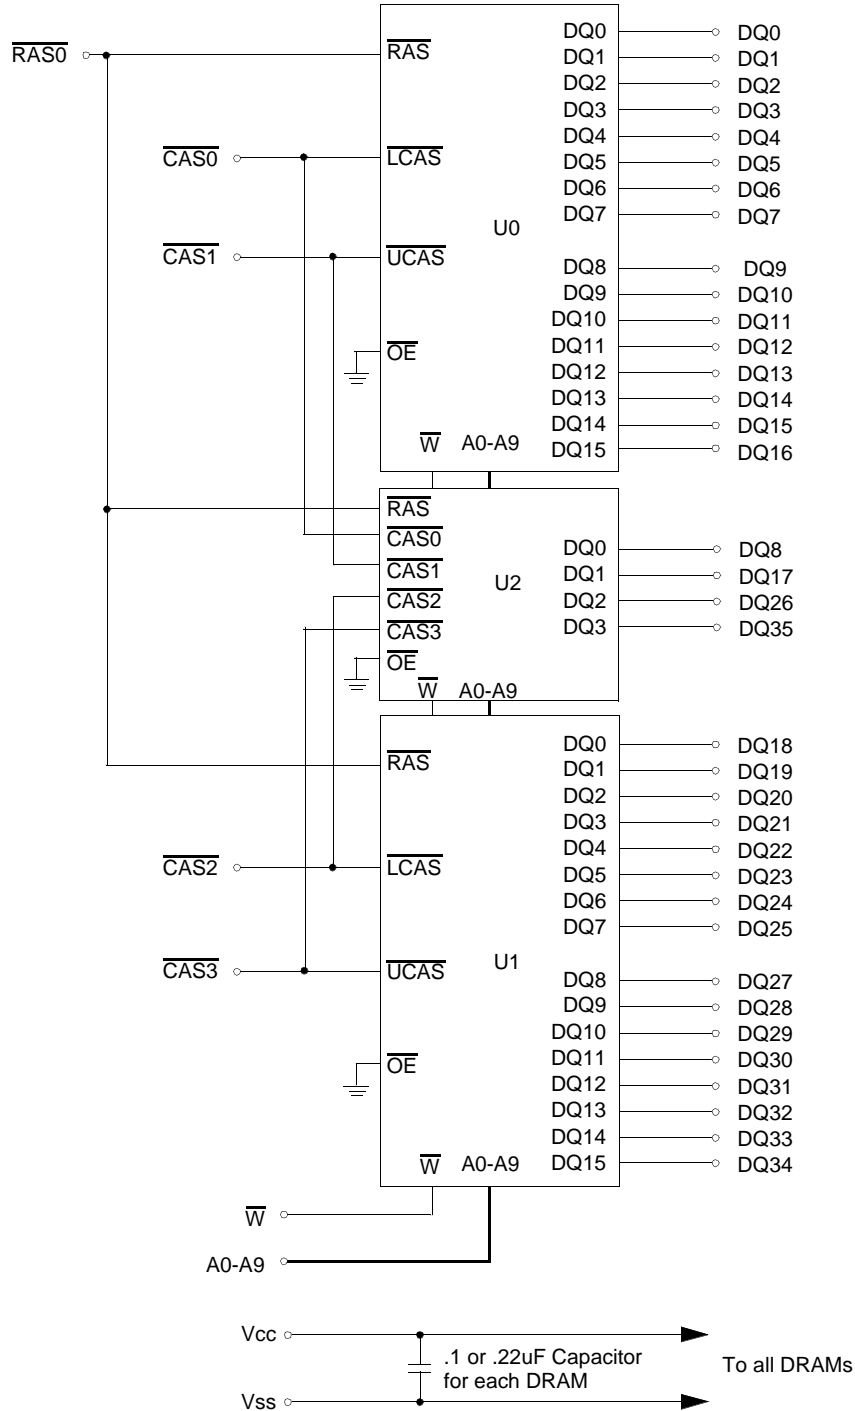 DQ0 DQ0
RAS0 RAS DQ1 DQ1
DQ2 DQ2
DQ3 DQ3
DQ4 DQ4
CAS0 LCAS DQ5 DQ5
DQ6 DQ6
DQ7 DQ7
U0
CAS1 UCAS DQ8 DQ9
DQ9 DQ10
DQ10 DQ11
OE DQ11 DQ12
DQ12 DQ13
DQ13 DQ14
DQ14 DQ15
W A0-A9 DQ15 DQ16
RAS
CAS0 DQ0 DQ8
CAS1 U2 DQ1 DQ17
CAS2 DQ2 DQ26
CAS3 DQ3 DQ35
OE
W A0-A9
DQ0 DQ18
RAS DQ1 DQ19
DQ2 DQ20
DQ3 DQ21
DQ4 DQ22
CAS2 LCAS DQ5 DQ23
DQ6 DQ24
DQ7 DQ25
U1
CAS3 UCAS DQ8 DQ27
DQ9 DQ28
DQ10 DQ29
OE DQ11 DQ30
DQ12 DQ31
DQ13 DQ32
DQ14 DQ33
W A0-A9 DQ15 DQ34
W
A0-A9
Vcc
.1 or .22uF Capacitor To all DRAMs
for each DRAM
Vss